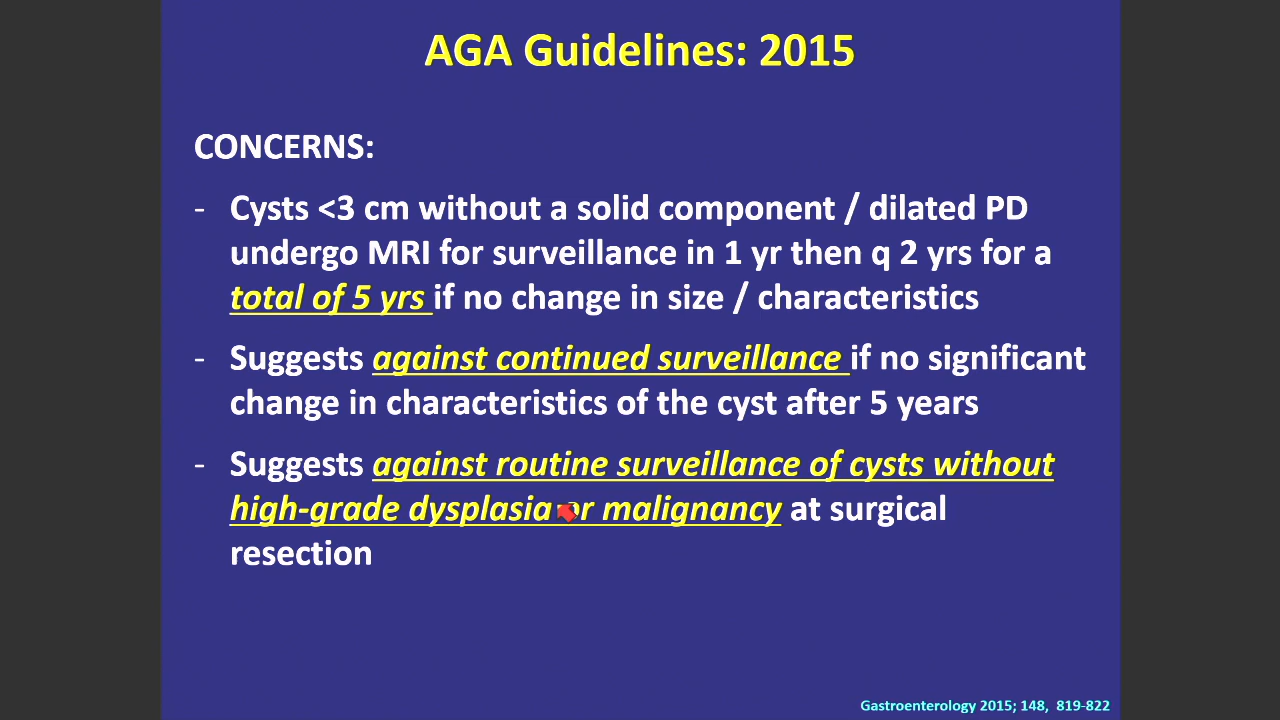 AGA Guidelines: 2015
CONCERNS:
- Cysts <3 cm without a solid component / dilated PD
undergo MRI for surveillance in 1 yr then q 2 yrs for a
total of 5 yrs if no change in size / characteristics
- Suggests against continued surveillance if no significant
change in characteristics of the cyst after 5 years
- Suggests against routine surveillance of cysts without
high-grade dysplasia or malignancy at surgical
resection
Gastroenterology 2015; 148, 819-822